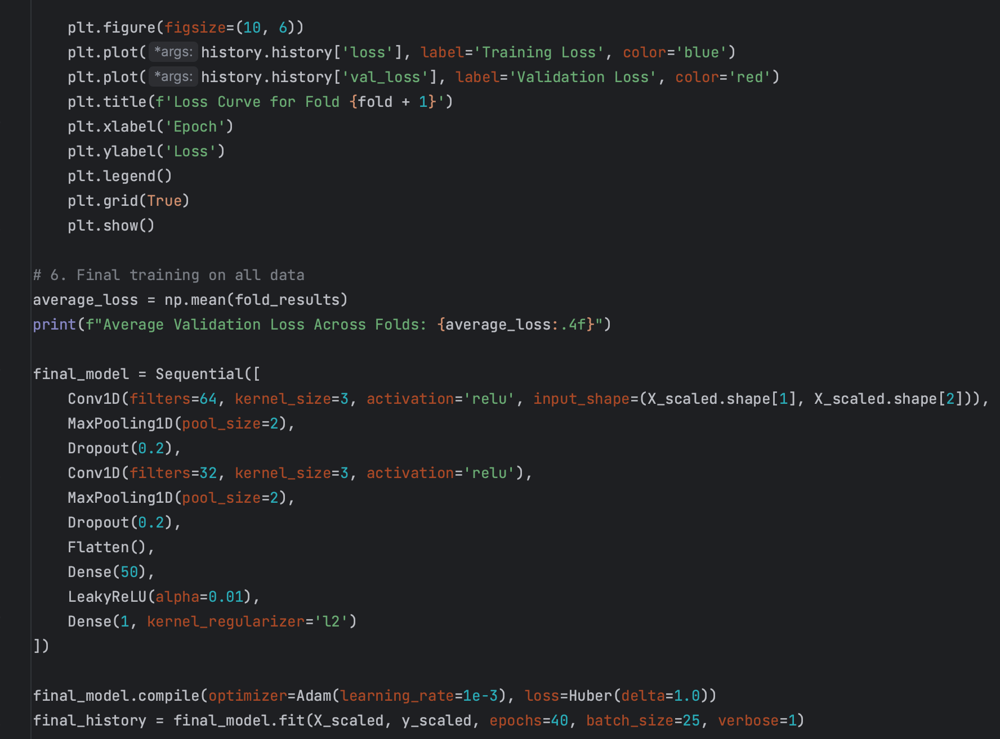 plt.figure(figsize=(10, 6))
plt.plot( *args: history.history['loss'], label='Training Loss', color='blue')
plt.plot( *args: history.history['val_loss'], label='Validation Loss', color='red')
plt.title(f'Loss Curve for Fold {fold + 1}')
plt.xlabel('Epoch')
plt.ylabel('Loss')
plt.legend()
plt.grid(True)
plt.show()
# 6. Final training on all data
average_loss = np.mean(fold_results)
print(f"Average Validation Loss Across Folds: {average_loss:.4f}")
final_model = Sequential([
Conv1D(filters=64, kernel_size=3, activation='relu', input_shape=(X_scaled.shape[1], X_scaled.shape[2])),
MaxPooling1D(pool_size=2),
Dropout(0.2),
Conv1D(filters=32, kernel_size=3, activation='relu'),
MaxPooling1D(pool_size=2),
Dropout(0.2),
Flatten(),
Dense(50),
LeakyReLU(alpha=0.01),
Dense(1, kernel_regularizer='l2')
])
final_model.compile(optimizer=Adam(learning_rate=1e-3), loss=Huber(delta=1.0))
final_history = final_model.fit(X_scaled, y_scaled, epochs=40, batch_size=25, verbose=1)